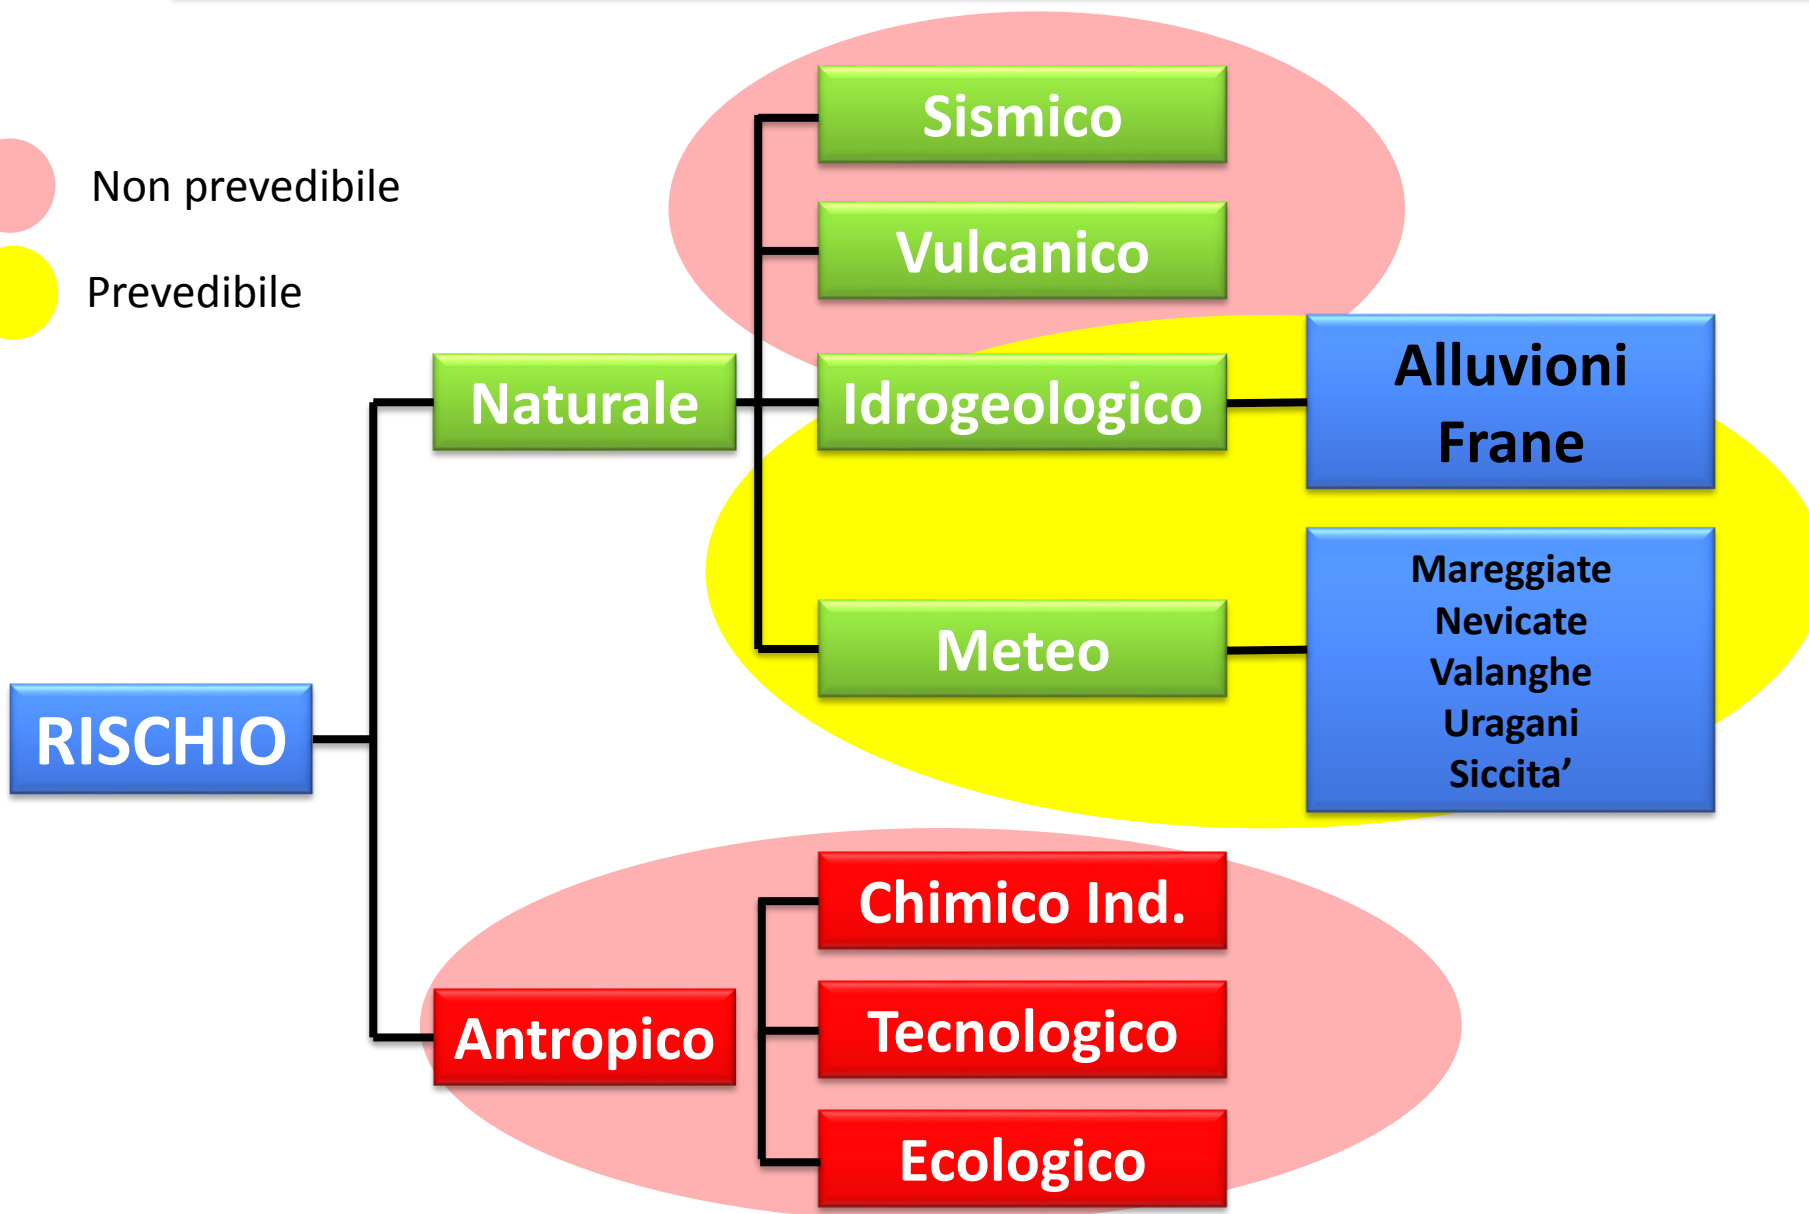 Non prevedibile
Prevedibile
RISCHIO
Naturale
Sismico
Vulcanico
Idrogeologico
Alluvioni
Frane
Meteo
Mareggiate
Nevicate
Valanghe
Uragani
Siccita’
Antropico
Chimico Ind.
Tecnologico
Ecologico